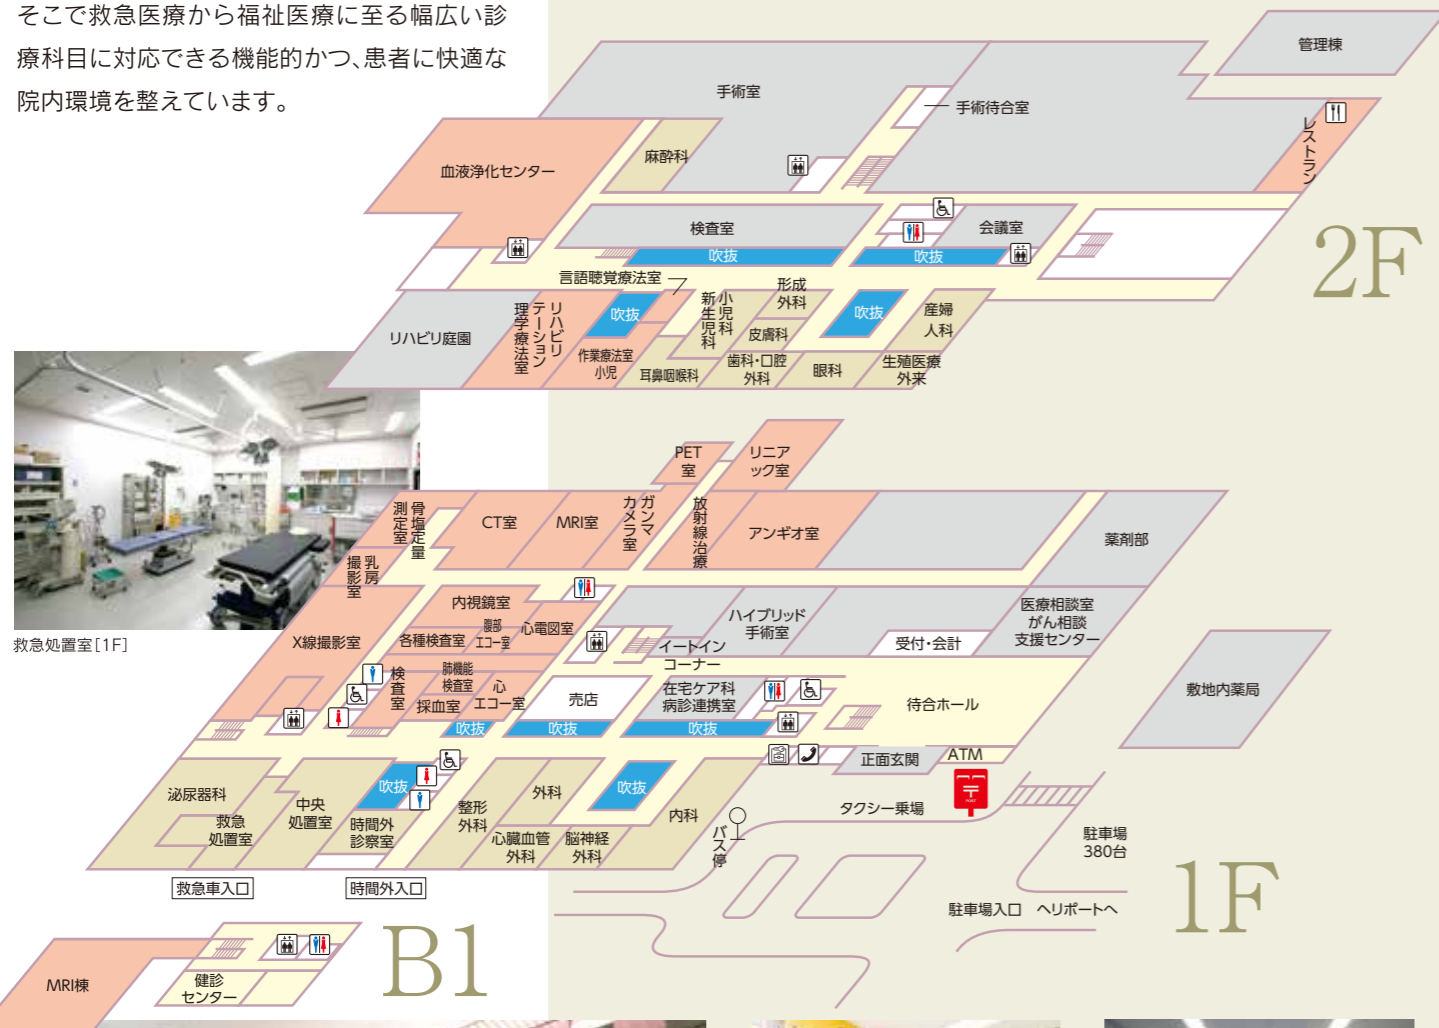 そこで救急医療から福祉医療に至る幅広い診
療科目に対応できる機能的かつ、患者に快適な
院内環境を整えています。
管理棟
手術室
手術待合室
レストラン
麻酔科
血液浄化センター
検査室
会議室
吹抜
吹抜
2F
言語聴覚療法室
リハビリ庭園
リハビリ
テーション
理学療法室
吹抜
作業療法室
小児
耳鼻咽喉科
小児科
新生児科
形成
外科
皮膚科
歯科・口腔
外科
吹抜
眼科
産婦
人科
生殖医療
外来
救急処置室[1F]
PET
室
リニア
ック室
骨塩定量
測定室
CT室
MRI室
ガンマ
カメラ室
放射線治療
アンギオ室
薬剤部
乳房
撮影室
X線撮影室
内視鏡室
各種検査室
腹部
エコー室
心電図室
検査室
肺機能
検査室
採血室
心
エコー室
イートイン
コーナー
ハイブリッド
手術室
受付・会計
医療相談室
がん相談
支援センター
売店
在宅ケア科
病診連携室
待合ホール
敷地内薬局
吹抜
吹抜
吹抜
正面玄関
ATM
泌尿器科
救急
処置室
中央
処置室
吹抜
時間外
診察室
整形
外科
外科
心臓血管
外科
脳神経
外科
吹抜
内科
バス停
タクシー乗場
〒
POST
駐車場
380台
救急車入口
時間外入口
駐車場入口
ヘリポートへ
1F
B1
MRI棟
健診
センター